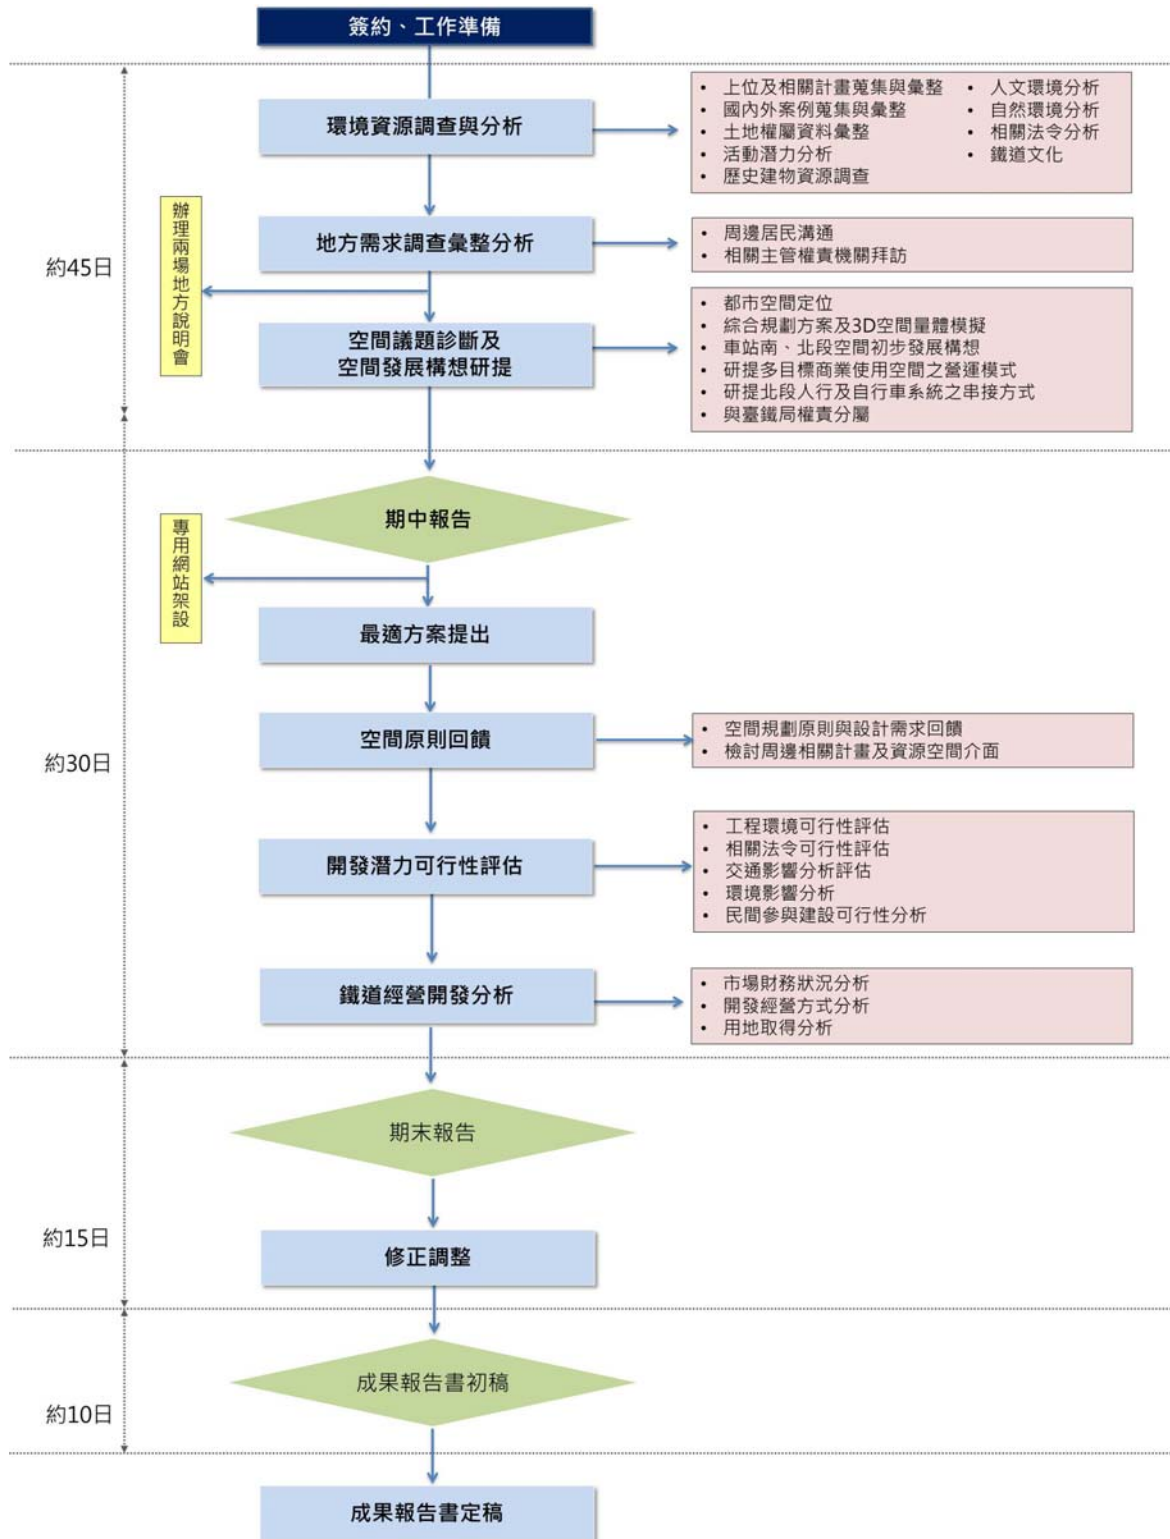 簽約、工作準備
約45日
環境資源調查與分析
• 上位及相關計畫蒐集與彙整
• 國內外案例蒐集與彙整
• 土地權屬資料彙整
• 活動潛力分析
• 歷史建物資源調查
• 人文環境分析
• 自然環境分析
• 相關法令分析
• 鐵道文化
地方需求調查彙整分析
• 周邊居民溝通
• 相關主管權責機關拜訪
辦理兩場地方說明會
空間議題診斷及
空間發展構想研提
• 都市空間定位
• 綜合規劃方案及3D空間量體模擬
• 車站南、北段空間初步發展構想
• 研提多目標商業使用空間之營運模式
• 研提北段人行及自行車系統之串接方式
• 與臺鐵局權責分屬
約30日
期中報告
專用網站架設
最適方案提出
空間原則回饋
• 空間規劃原則與設計需求回饋
• 檢討周邊相關計畫及資源空間介面
開發潛力可行性評估
• 工程環境可行性評估
• 相關法令可行性評估
• 交通影響分析評估
• 環境影響分析
• 民間參與建設可行性分析
鐵道經營開發分析
• 市場財務狀況分析
• 開發經營方式分析
• 用地取得分析
約15日
期末報告
修正調整
約10日
成果報告書初稿
成果報告書定稿